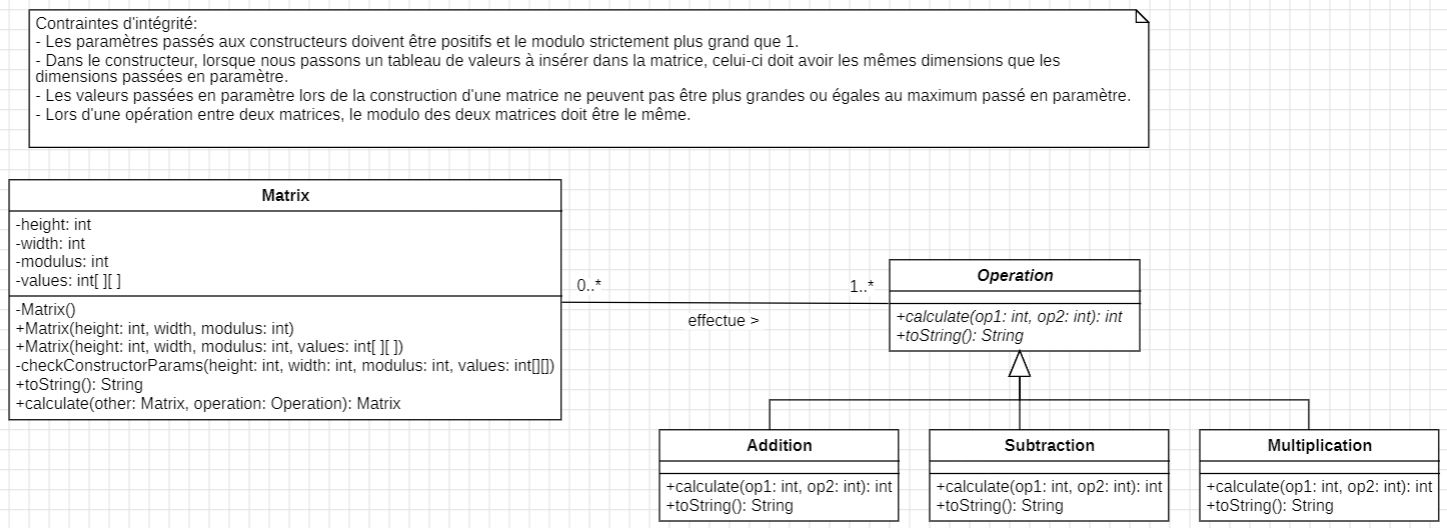 Contraintes d'intégrité:
- Les paramètres passés aux constructeurs doivent être positifs et le modulo strictement plus grand que 1.
- Dans le constructeur, lorsque nous passons un tableau de valeurs à insérer dans la matrice, celui-ci doit avoir les mêmes dimensions que les
dimensions passées en paramètre.
- Les valeurs passées en paramètre lors de la construction d'une matrice ne peuvent pas être plus grandes ou égales au maximum passé en paramètre.
- Lors d'une opération entre deux matrices, le modulo des deux matrices doit être le même.
Matrix
-height: int
-width: int
-modulus: int
-values: int[ ][ ]
-Matrix()
+Matrix(height: int, width, modulus: int)
+Matrix(height: int, width, modulus: int, values: int[ ][ ])
-checkConstructorParams(height: int, width: int, modulus: int, values: int[][])
+toString(): String
+calculate(other: Matrix, operation: Operation): Matrix
0..*
1..*
effectue >
Operation
+calculate(op1: int, op2: int): int
+toString(): String
Addition
+calculate(op1: int, op2: int): int
+toString(): String
Subtraction
+calculate(op1: int, op2: int): int
+toString(): String
Multiplication
+calculate(op1: int, op2: int): int
+toString(): String